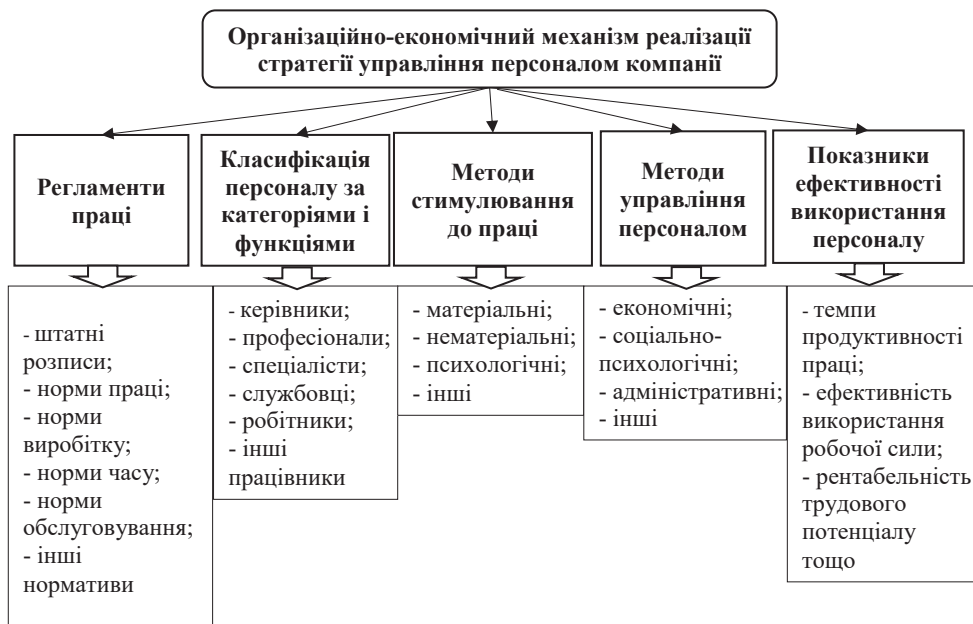 Організаційно-економічний механізм реалізації
стратегії управління персоналом компанії
Регламенти
праці
Класифікація
персоналу за
категоріями і
функціями
Методи
стимулювання
до праці
Методи
управління
персоналом
Показники
ефективності
використання
персоналу
- штатні
розписи;
- норми праці;
- норми
виробітку;
- норми часу;
- норми
обслуговування;
- інші
нормативи
- керівники;
- професіонали;
- спеціалісти;
- службовці;
- робітники;
- інші
працівники
- матеріальні;
- нематеріальні;
- психологічні;
- інші
- економічні;
- соціально-
психологічні;
- адміністративні;
- інші
- темпи
продуктивності
праці;
- ефективність
використання
робочої сили;
- рентабельність
трудового
потенціалу
тощо